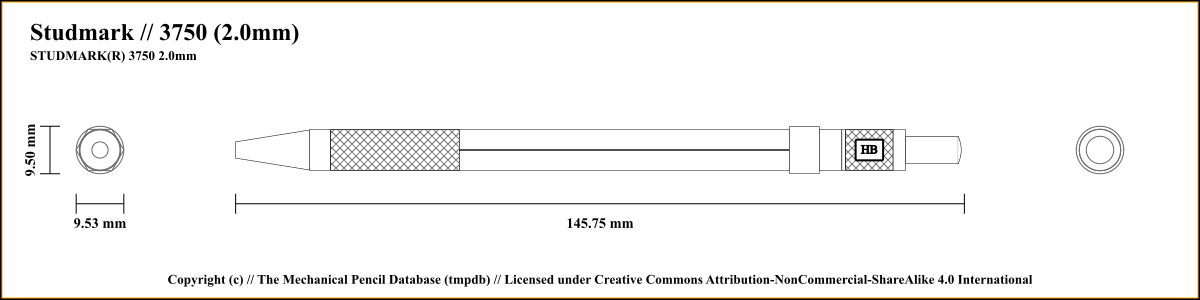 Studmark // 3750 (2.0mm)
STUDMARK(R) 3750 2.0mm
9.50 mm
HB
9.53 mm
145.75 mm
Copyright (c) // The Mechanical Pencil Database (tmpdb) // Licensed under Creative Commons Attribution-NonCommercial-ShareAlike 4.0 International